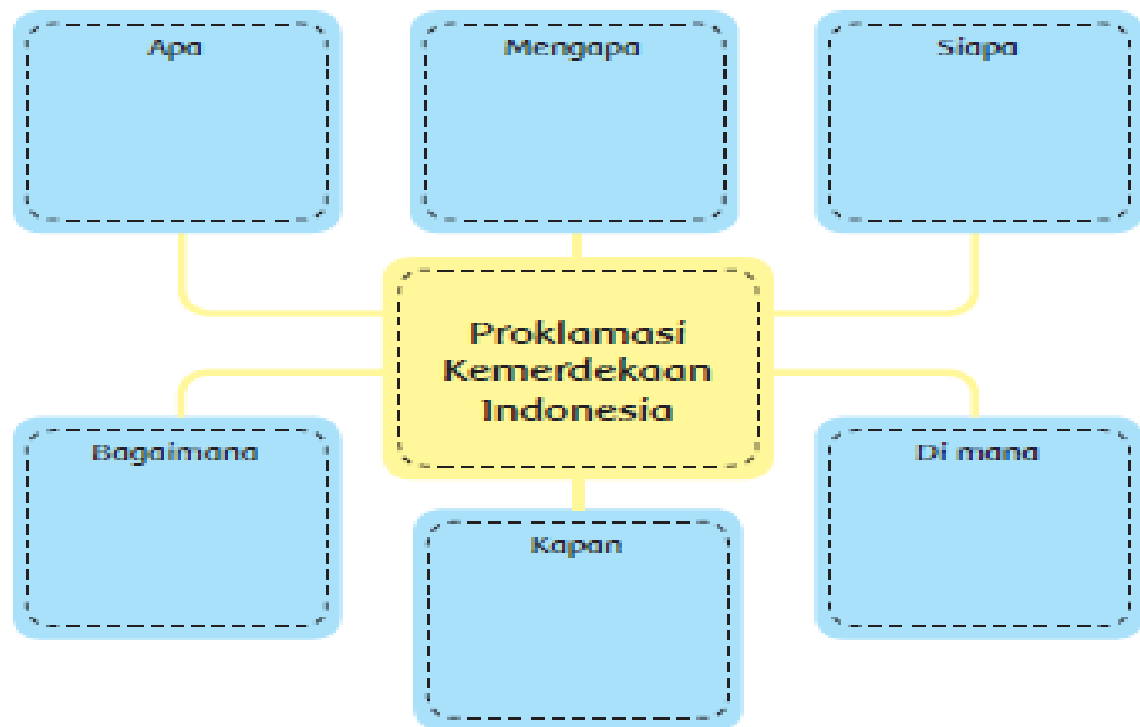 Apa
Mengapa
Siapa
Proklamasi
Kemerdekaan
Indonesia
Bagaimana
Di mana
Kapan